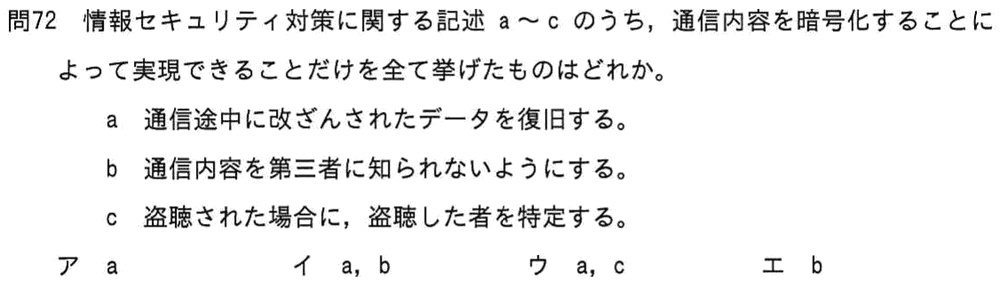 問72 情報セキュリティ対策に関する記述 a～c のうち，通信内容を暗号化することに
よって実現できることだけを全て挙げたものはどれか。
a 通信途中に改ざんされたデータを復旧する。
b 通信内容を第三者に知られないようにする。
c 盗聴された場合に，盗聴した者を特定する。
ア a イ a，b ウ a，c エ b